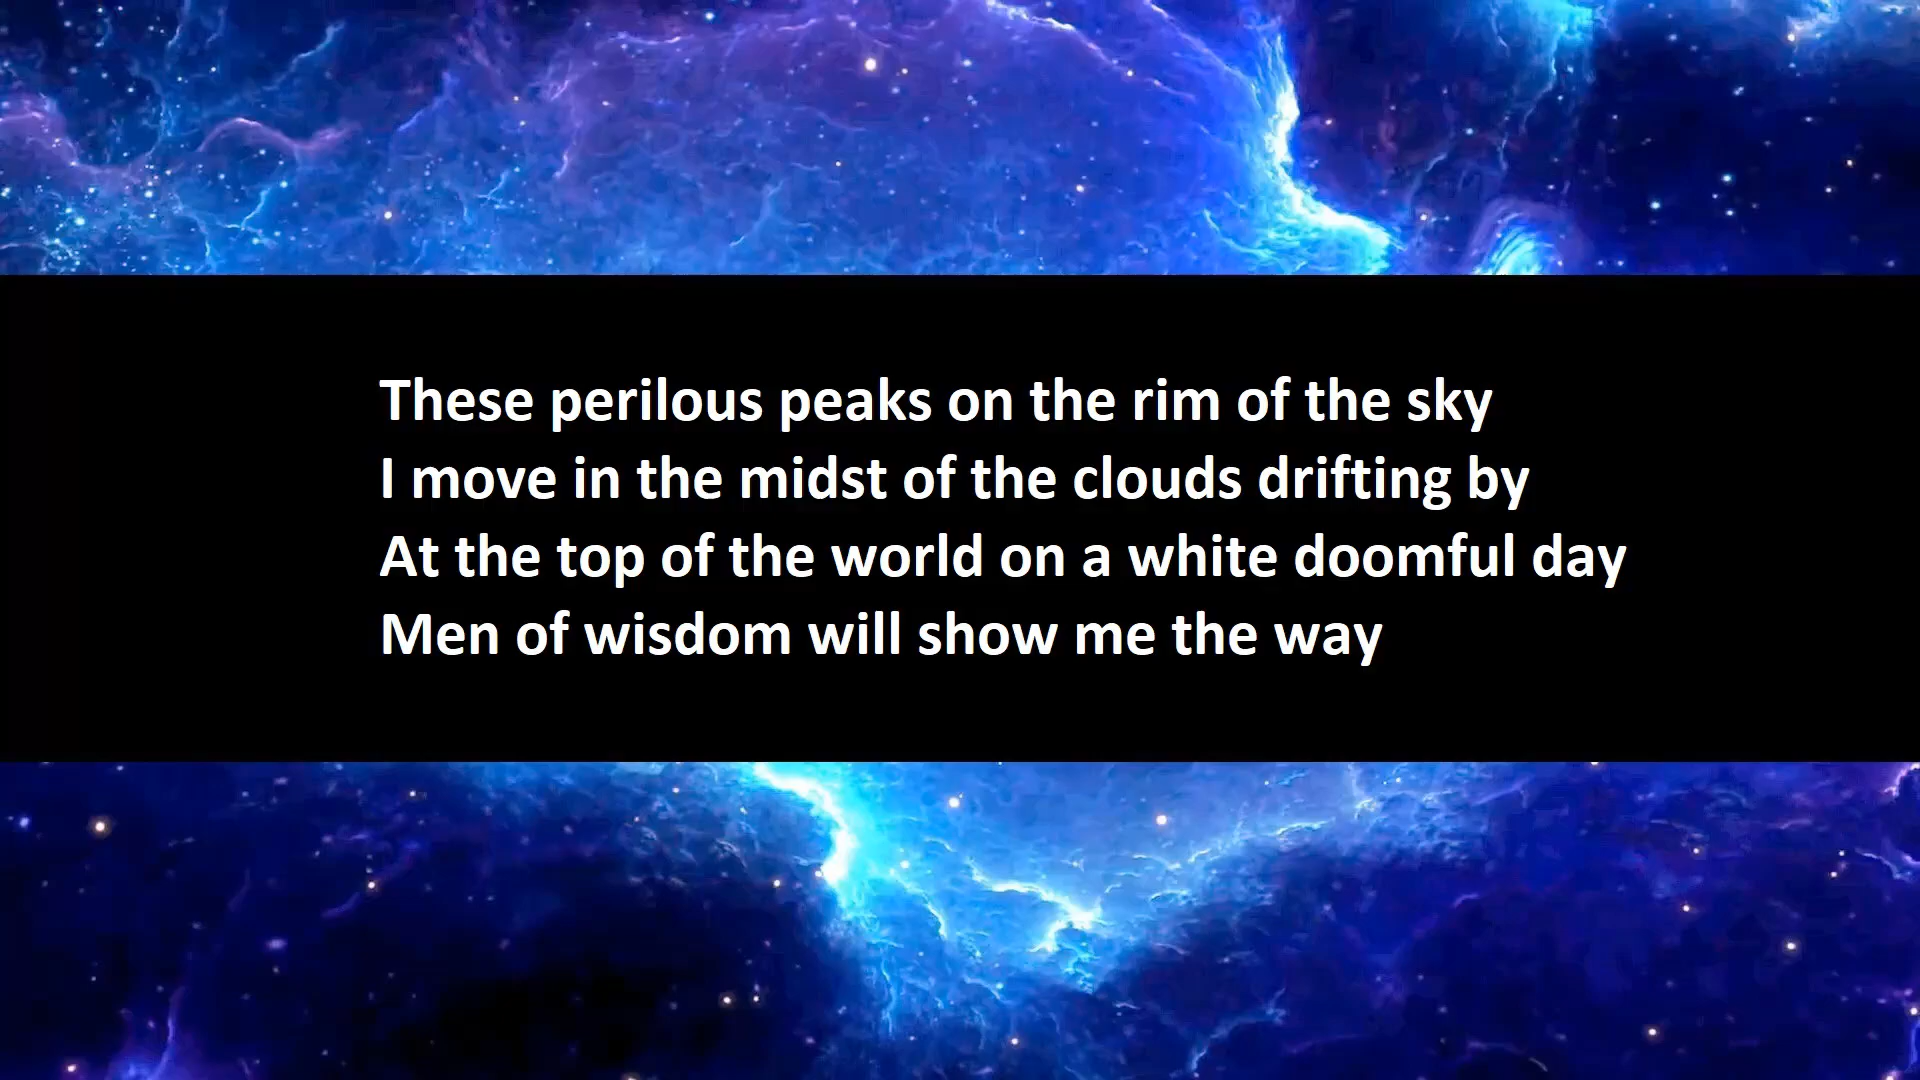 These perilous peaks on the rim of the sky
I move in the midst of the clouds drifting by
At the top of the world on a white doomful day
Men of wisdom will show me the way